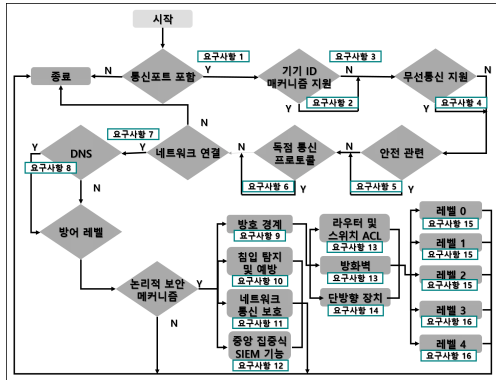 시작
요구사항 1
요구사항 3
종료
N
통신포트 포함
Y
기기 ID
매커니즘 지원
N
무선통신 지원
N
Y
요구사항 2
Y
요구사항 4
N
요구사항 7
Y
DNS
Y
네트워크 연결
N
독점 통신
프로토콜
N
안전 관련
요구사항 8
요구사항 6
Y
요구사항 5
Y
N
방어 레벨
논리적 보안
메커니즘
Y
N
방호 경계
요구사항 9
침입 탐지
및 예방
요구사항 10
네트워크
통신 보호
요구사항 11
중앙 집중식
SIEM 기능
요구사항 12
라우터 및
스위치 ACL
요구사항 13
방화벽
요구사항 13
단방향 장치
요구사항 14
레벨 0
요구사항 15
레벨 1
요구사항 15
레벨 2
요구사항 15
레벨 3
요구사항 16
레벨 4
요구사항 16